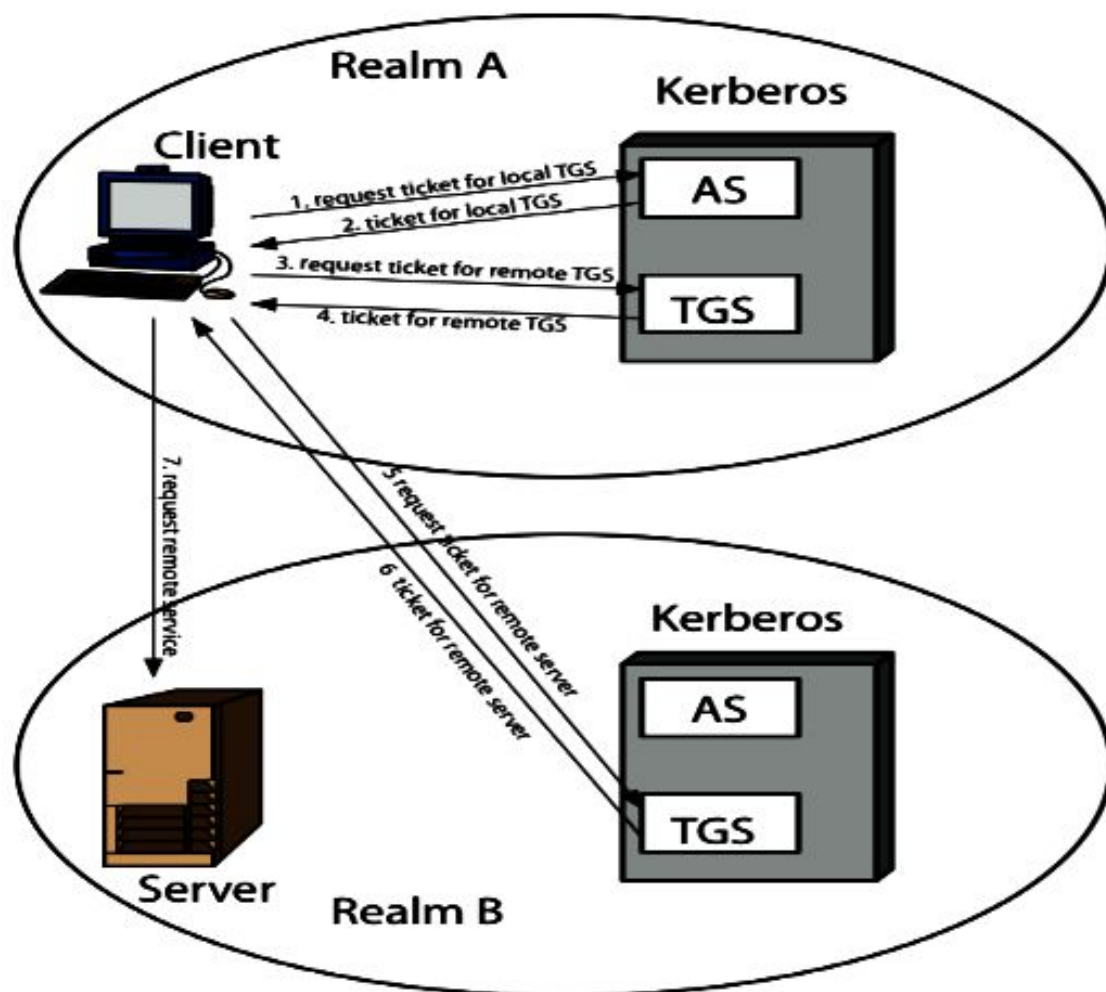 Realm A
Kerberos
Client
1. request ticket for local TGS
AS
2. ticket for local TGS
3. request ticket for remote TGS
TGS
4. ticket for remote TGS
7. request remote service
5 request ticket for remote server
6 ticket for remote server
Kerberos
AS
TGS
Server
Realm B